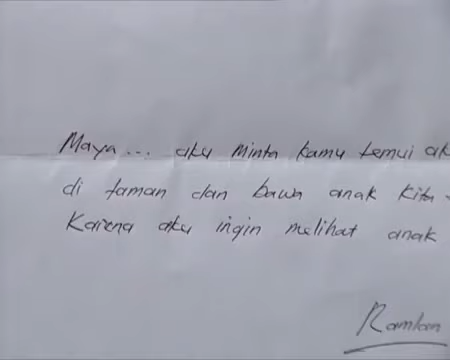 Maya... aku minta kamu temui ak
di taman dan bawa anak kita
Karena aku ingin melihat anak
Ramlan